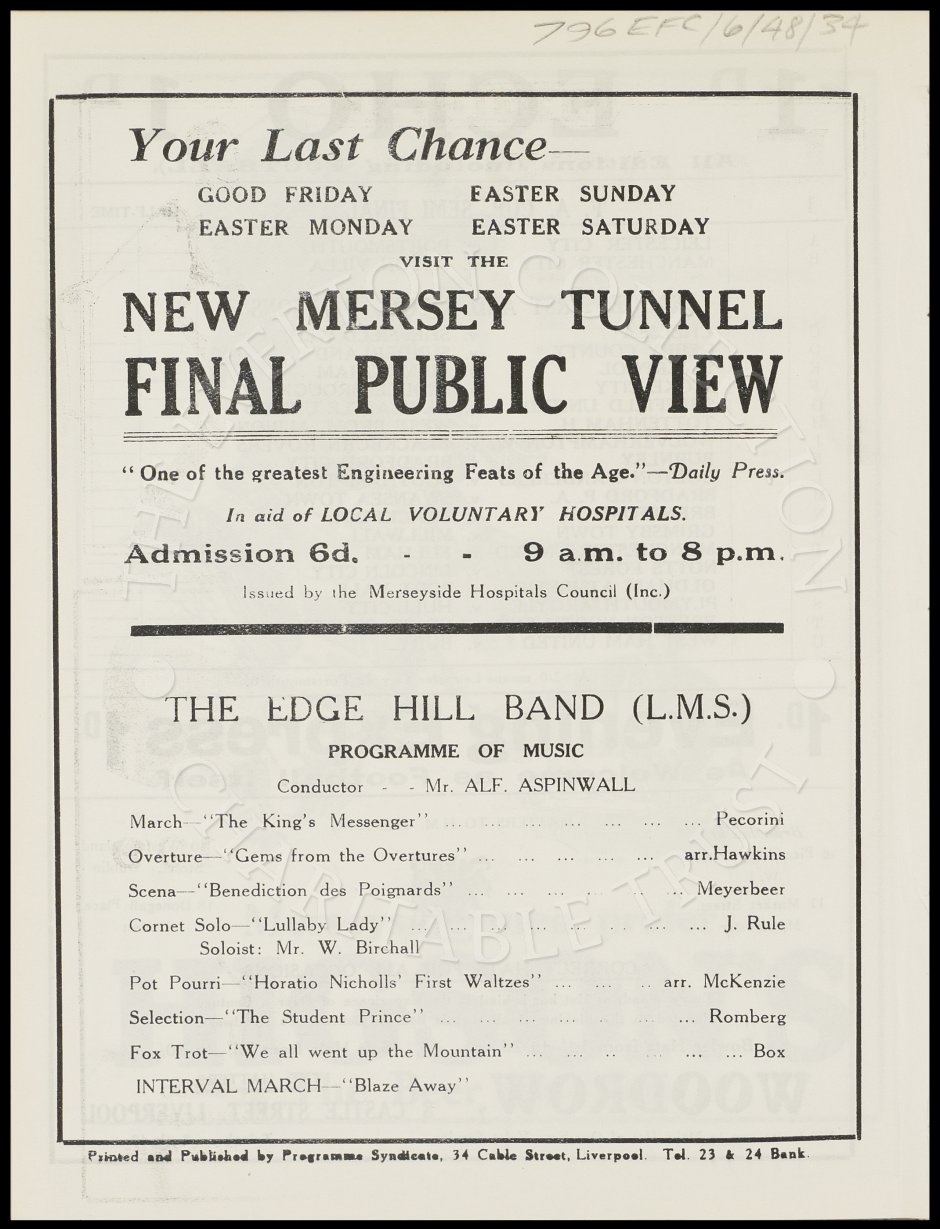 796 EFC/6/48/34
Your Last Chance—
GOOD FRIDAY EASTER SUNDAY
EASTER MONDAY EASTER SATURDAY
VISIT THE
NEW MERSEY TUNNEL
FINAL PUBLIC VIEW
"One of the greatest Engineering Feats of the Age."—Daily Press.
In aid of LOCAL VOLUNTARY HOSPITALS.
Admission 6d. - - 9 a.m. to 8 p.m.
Issued by the Merseyside Hospitals Council (Inc.)
THE EDGE HILL BAND (L.M.S.)
PROGRAMME OF MUSIC
Conductor - - Mr. ALF. ASPINWALL
March—"The King's Messenger" ... ... ... ... ... ... ... Pecorini
Overture—"Gems from the Overtures" ... ... ... ... ... arr.Hawkins
Scena—"Benediction des Poignards" ... ... ... ... ... ... Meyerbeer
Cornet Solo—"Lullaby Lady" ... ... ... ... ... ... ... ... J. Rule
Soloist: Mr. W. Birchall
Pot Pourri—"Horatio Nicholls' First Waltzes" ... ... .. arr. McKenzie
Selection—"The Student Prince" ... ... ... ... ... ... ... Romberg
Fox Trot—"We all went up the Mountain" ... ... .. ... ... ... Box
INTERVAL MARCH—"Blaze Away"
Printed and Published by Programme Syndicate, 34 Cable Street, Liverpool. Tel. 23 & 24 Bank.
THE EVERTON COLLECTION
CHARITABLE TRUST